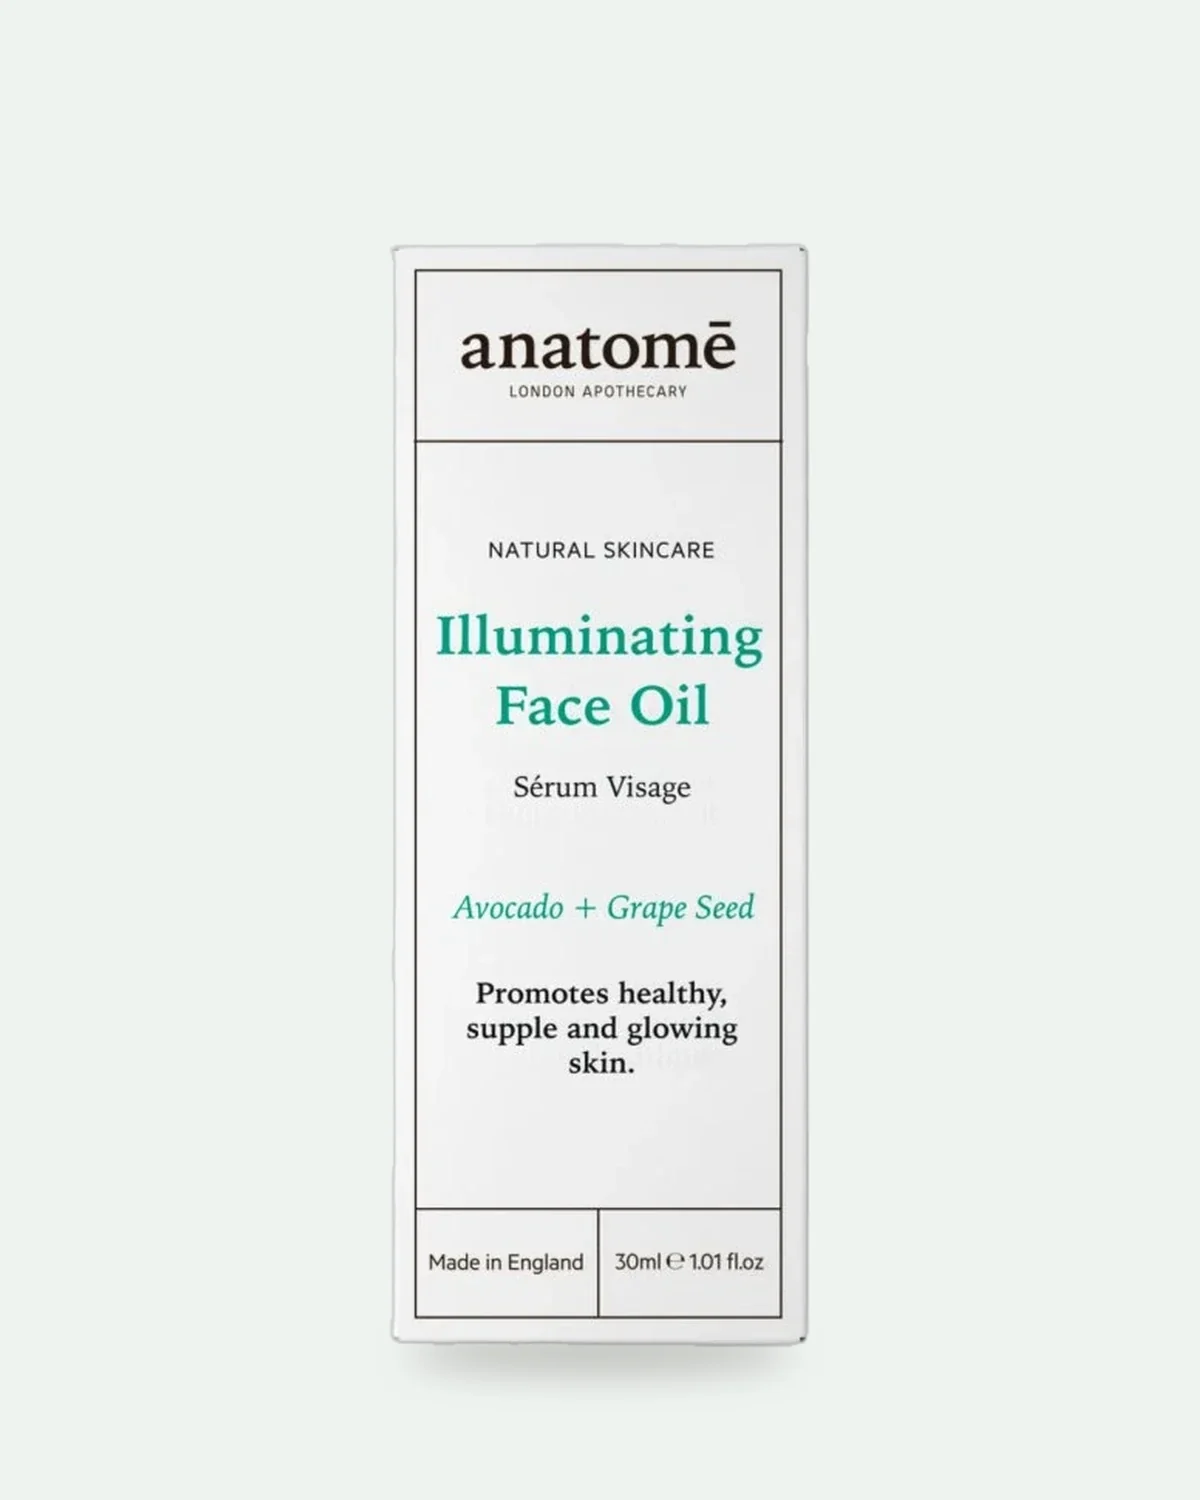 anatomē
LONDON APOTHECARY
NATURAL SKINCARE
Illuminating
Face Oil
Sérum Visage
Avocado + Grape Seed
Promotes healthy,
supple and glowing
skin.
Made in England
30ml ℮ 1.01 fl.oz